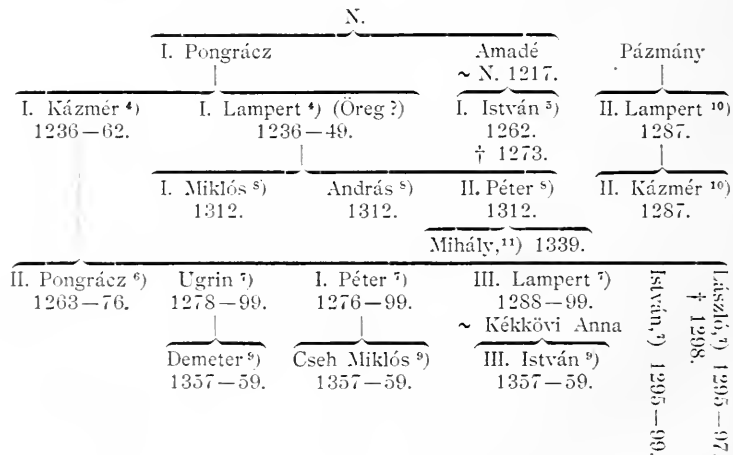 N.
I. Pongrácz Amadé Pázmány
~ N. 1217.
I. Kázmér ⁴) I. Lampert ⁴) (Öreg ?) I. István ⁵) II. Lampert ¹⁰)
1236—62. 1236—49. 1262. 1287.
† 1273.
I. Miklós ⁸) András ⁸) II. Péter ⁸) II. Kázmér ¹⁰)
1312. 1312. 1312. 1287.
Mihály,¹¹) 1339.
II. Pongrácz ⁶) Ugrin ⁷) I. Péter ⁷) III. Lampert ⁷)
1263—76. 1278—99. 1276—99. 1288—99.
~ Kékkövi Anna
Demeter ⁹) Cseh Miklós ⁹) III. István ⁹)
1357—59. 1357—59. 1357—59.
István,⁷) 1295—99.
László,⁷) 1295—97.
† 1298.